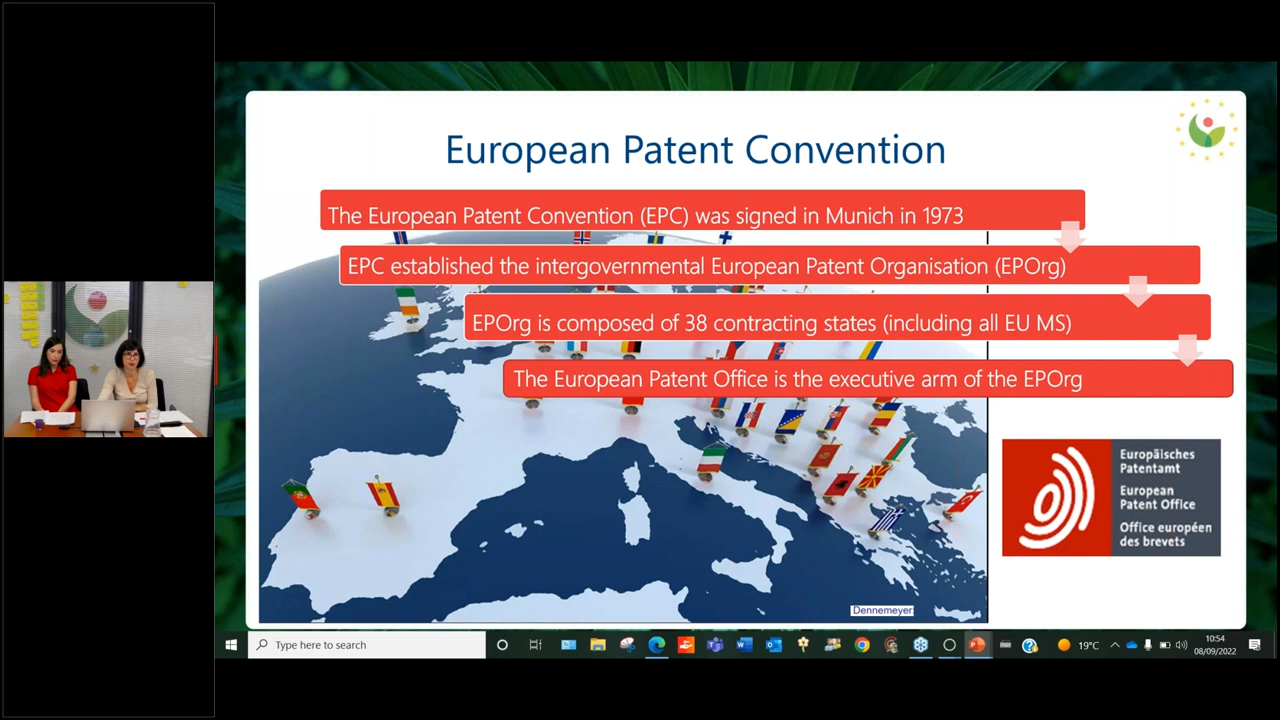 European Patent Convention
The European Patent Convention (EPC) was signed in Munich in 1973
EPC established the intergovernmental European Patent Organisation (EPOrg)
EPOrg is composed of 38 contracting states (including all EU MS)
The European Patent Office is the executive arm of the EPOrg
Europäisches
Patentamt
European
Patent Office
Office européen
des brevets
Dennemeyer
Type here to search
19°C
10:54
08/09/2022